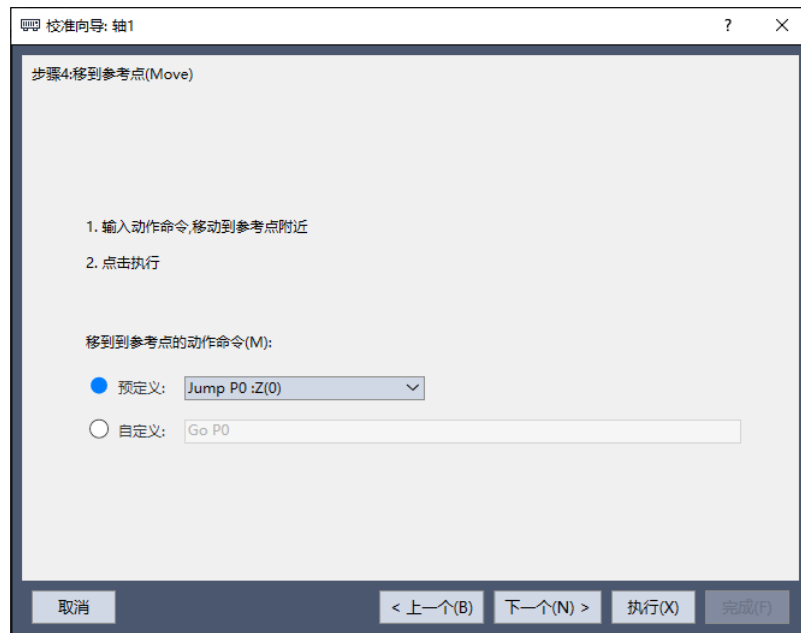 校准向导: 轴1
?
步骤4:移到参考点(Move)
1. 输入动作命令,移动到参考点附近
2. 点击执行
移到到参考点的动作命令(M):
预定义: Jump P0 :Z(0)
自定义: Go P0
取消 < 上一个(B) 下一个(N) > 执行(X) 完成(F)